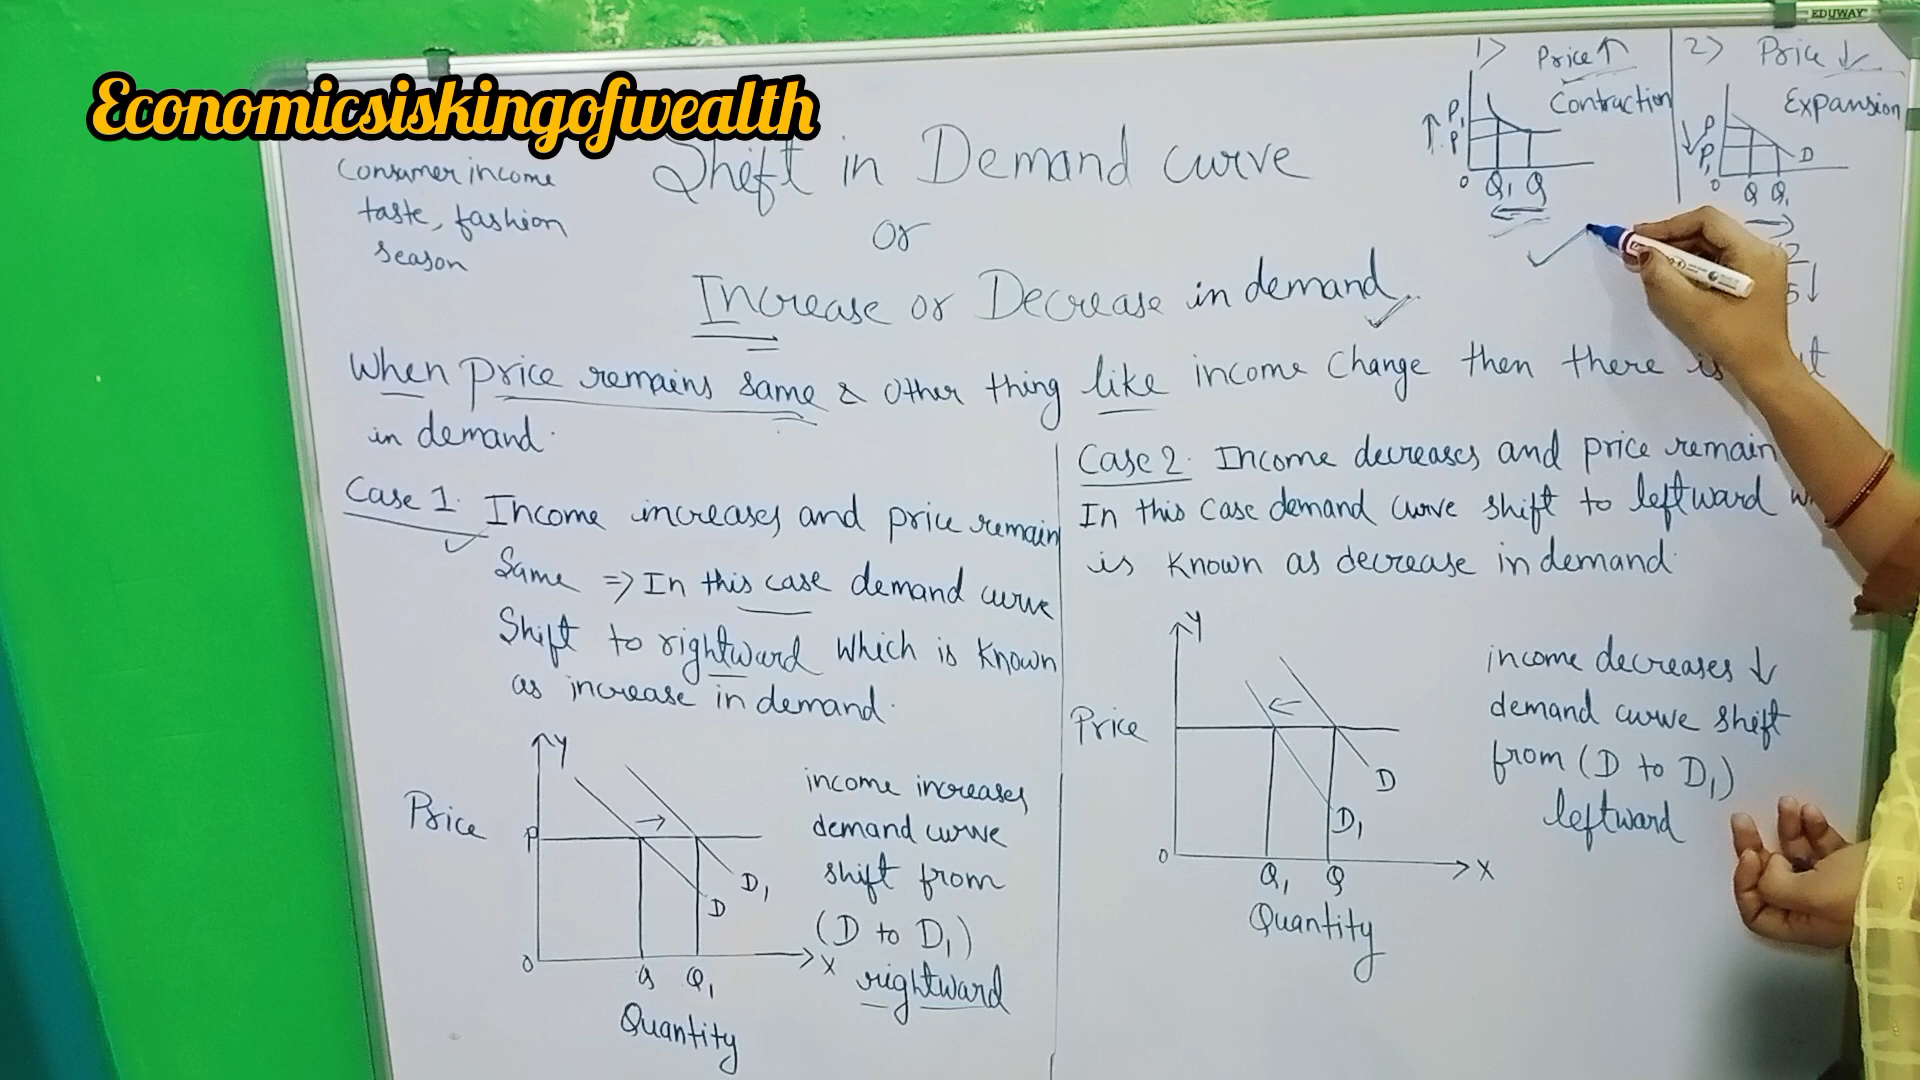 EDUWAY
Economicsiskingofwealth
Consumer income
taste, fashion
season
Shift in Demand curve
or
Increase or Decrease in demand
1> Price ↑
Contraction
P1
P
O Q1 Q
2> Price ↓
Expansion
P
P1
D
O Q Q1
When price remains same & other thing like income change then there is
in demand.
Case 1. Income increases and price remain
Same => In this case demand curve
Shift to rightward which is known
as increase in demand.
Y
Price
P
D1
D
O Q Q1 X
Quantity
income increases
demand curve
shift from
(D to D1)
rightward
Case 2. Income decreases and price remain
In this case demand curve shift to leftward
is known as decrease in demand.
Y
Price
D
D1
O Q1 Q X
Quantity
income decreases ↓
demand curve shift
from (D to D1)
leftward